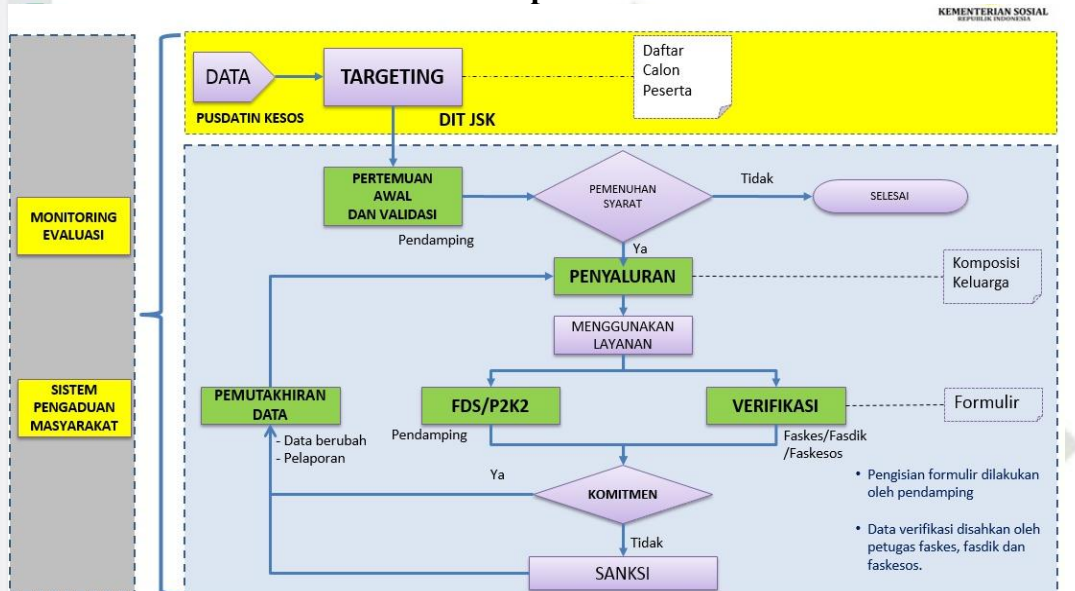 KEMENTERIAN SOSIAL
REPUBLIK INDONESIA
DATA
TARGETING
Daftar
Calon
Peserta
PUSDATIN KESOS
DIT JSK
PERTEMUAN
AWAL
DAN VALIDASI
Pendamping
PEMENUHAN
SYARAT
Tidak
SELESAI
Ya
MONITORING
EVALUASI
PENYALURAN
Komposisi
Keluarga
MENGGUNAKAN
LAYANAN
SISTEM
PENGADUAN
MASYARAKAT
PEMUTAKHIRAN
DATA
- Data berubah
- Pelaporan
FDS/P2K2
Pendamping
VERIFIKASI
Faskes/Fasdik
/Faskesos
Formulir
Ya
KOMITMEN
Tidak
SANKSI
• Pengisian formulir dilakukan
oleh pendamping
• Data verifikasi disahkan oleh
petugas faskes, fasdik dan
faskesos.